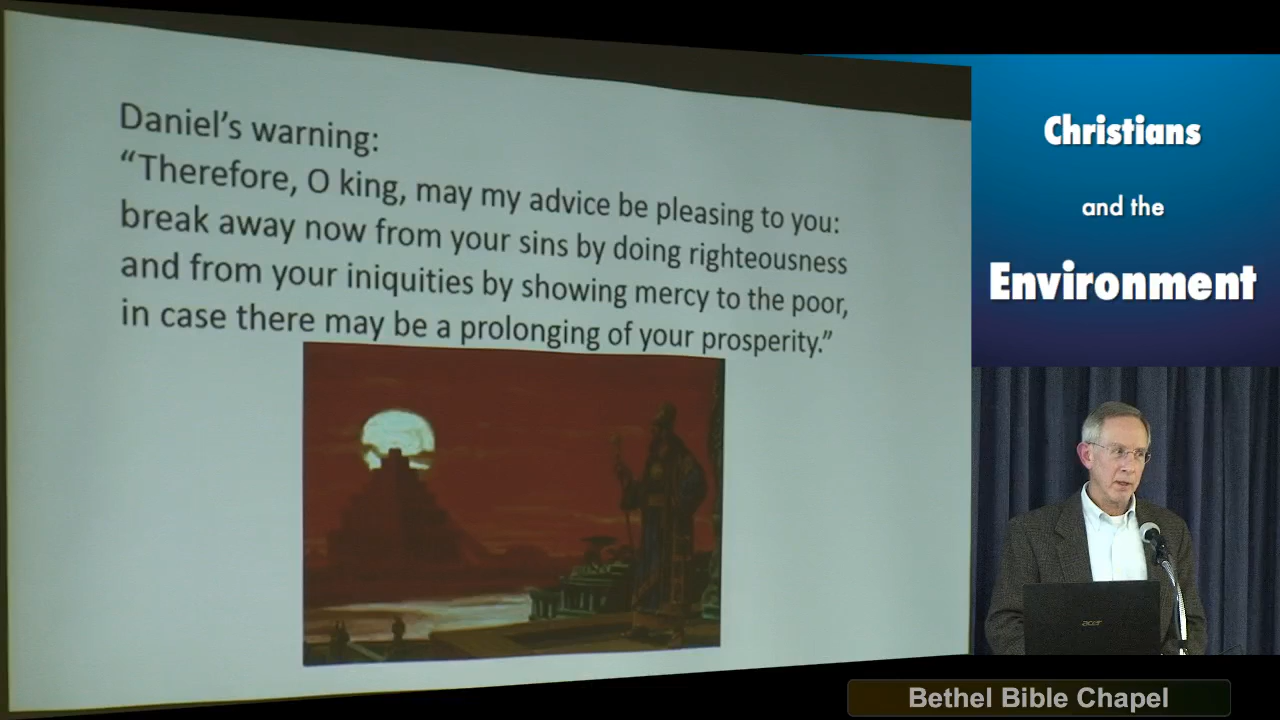 Daniel’s warning:
“Therefore, O king, may my advice be pleasing to you:
break away now from your sins by doing righteousness
and from your iniquities by showing mercy to the poor,
in case there may be a prolonging of your prosperity.”
Christians
and the
Environment
acer
Bethel Bible Chapel